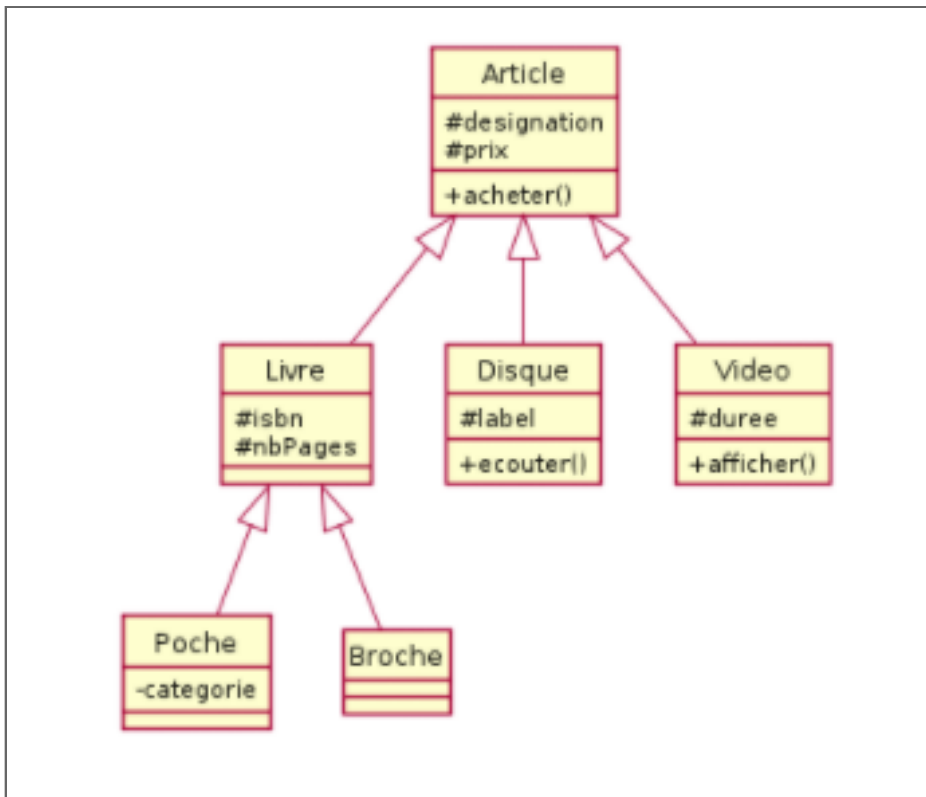 Article
#designation
#prix
+acheter()
Livre
#isbn
#nbPages
Disque
#label
+ecouter()
Video
#duree
+afficher()
Poche
-categorie
Broche